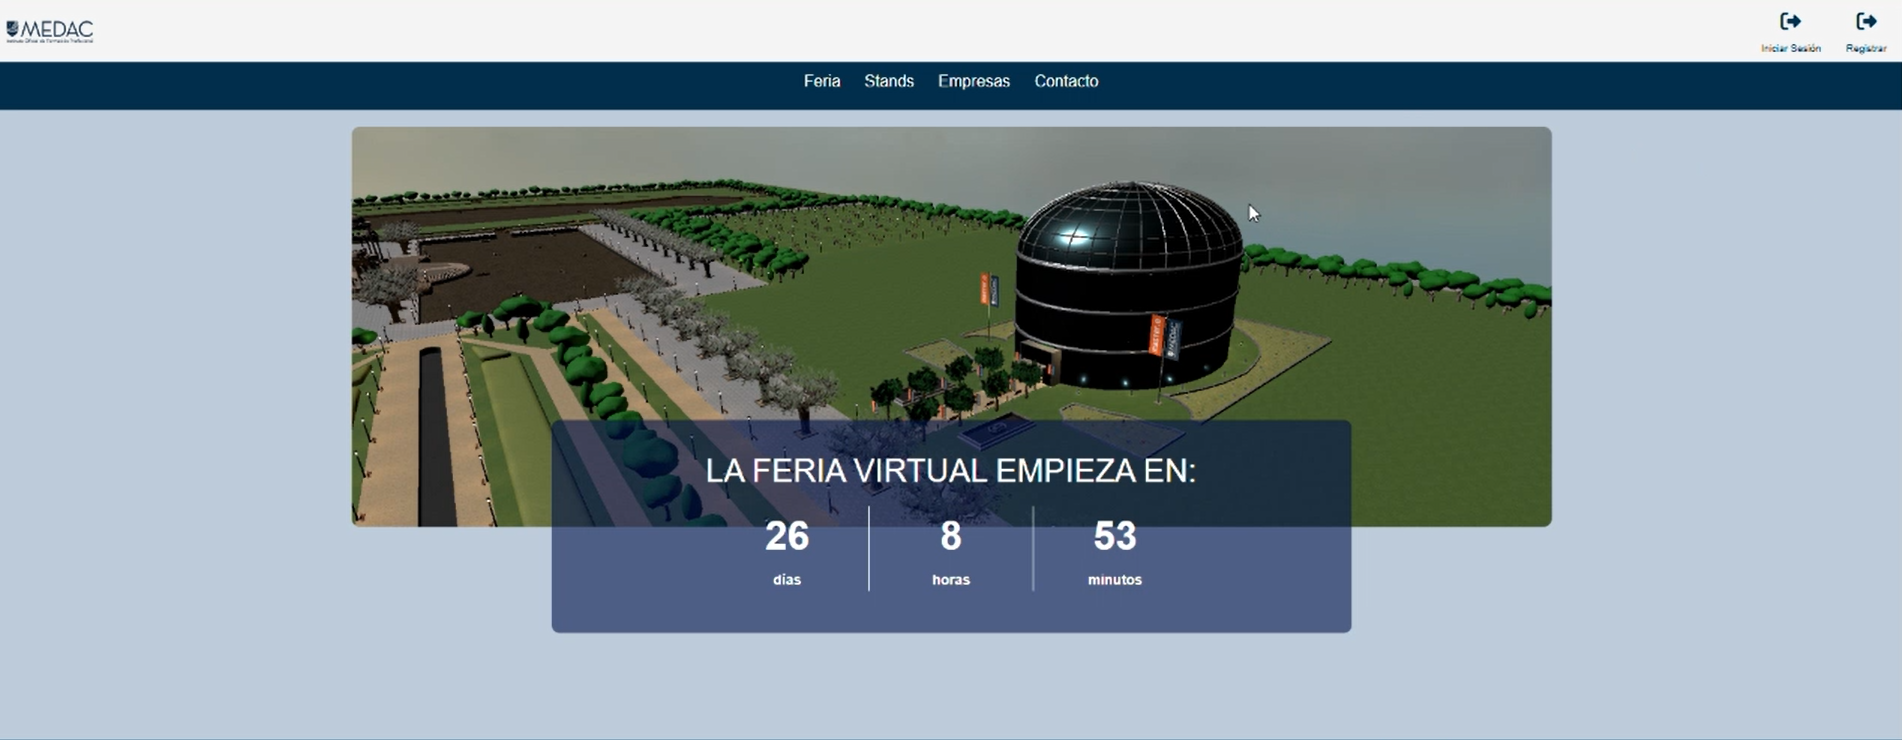 MEDAC
Instituto Oficial de Formación Profesional
Iniciar Sesión
Registrar
Feria Stands Empresas Contacto
MEDAC
LA FERIA VIRTUAL EMPIEZA EN:
26 8 53
días horas minutos